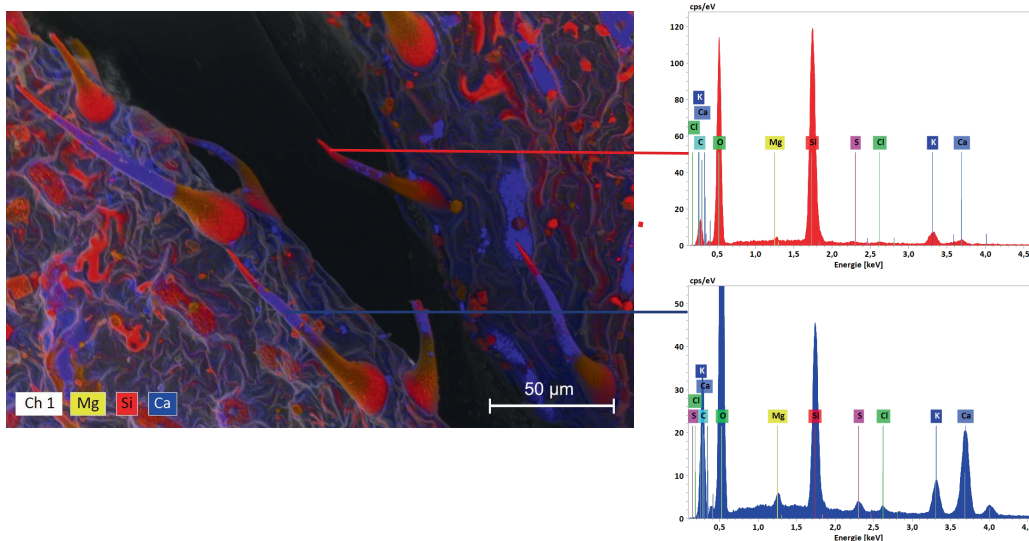 50 µm
Ch 1 Mg Si Ca
cps/eV
120
100
80
60
40
20
0
K
Ca
Cl
C O Mg Si S Cl K Ca
0,5 1,0 1,5 2,0 2,5 3,0 3,5 4,0 4,5
Energie [keV]
cps/eV
50
40
30
20
10
0
K
Ca
Cl
S C O Mg Si S Cl K Ca
0,5 1,0 1,5 2,0 2,5 3,0 3,5 4,0 4,5
Energie [keV]